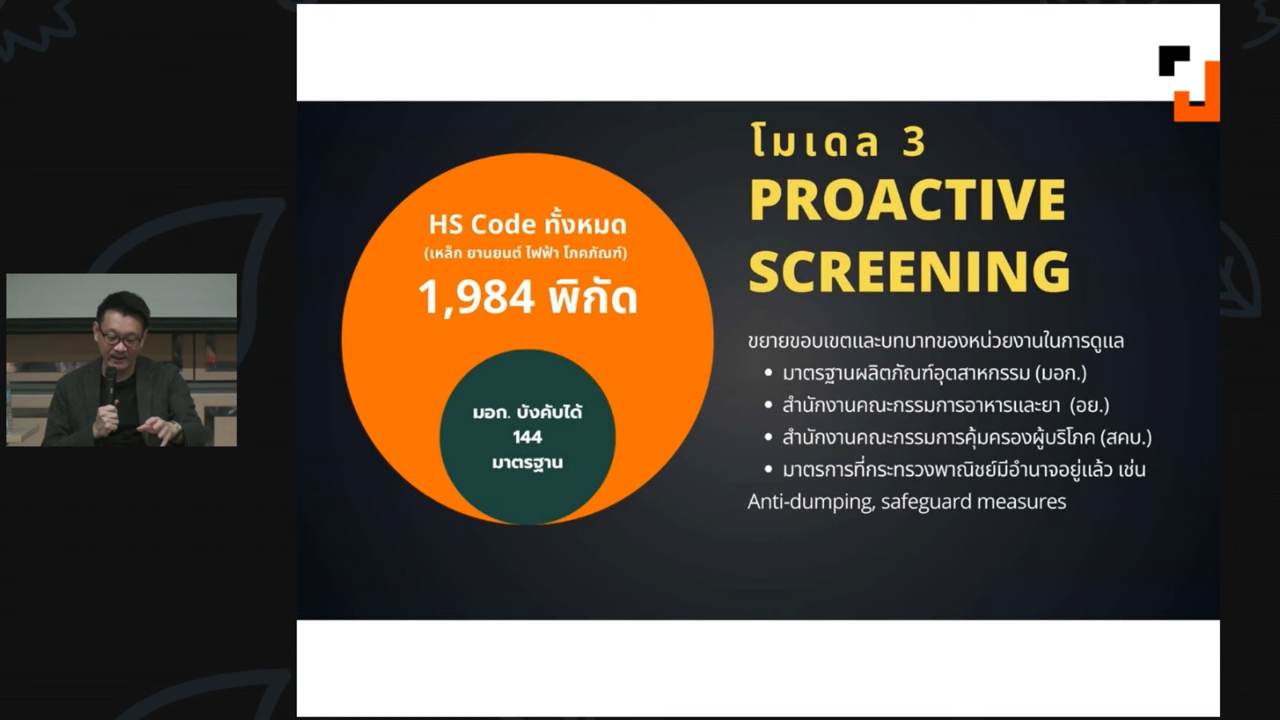 โมเดล 3
PROACTIVE
SCREENING
HS Code ทั้งหมด
(เหล็ก ยานยนต์ ไฟฟ้า โภคภัณฑ์)
1,984 พิกัด
มอก. บังคับได้
144
มาตรฐาน
ขยายขอบเขตและบทบาทของหน่วยงานในการดูแล
• มาตรฐานผลิตภัณฑ์อุตสาหกรรม (มอก.)
• สำนักงานคณะกรรมการอาหารและยา (อย.)
• สำนักงานคณะกรรมการคุ้มครองผู้บริโภค (สคบ.)
• มาตรการที่กระทรวงพาณิชย์มีอำนาจอยู่แล้ว เช่น
Anti-dumping, safeguard measures